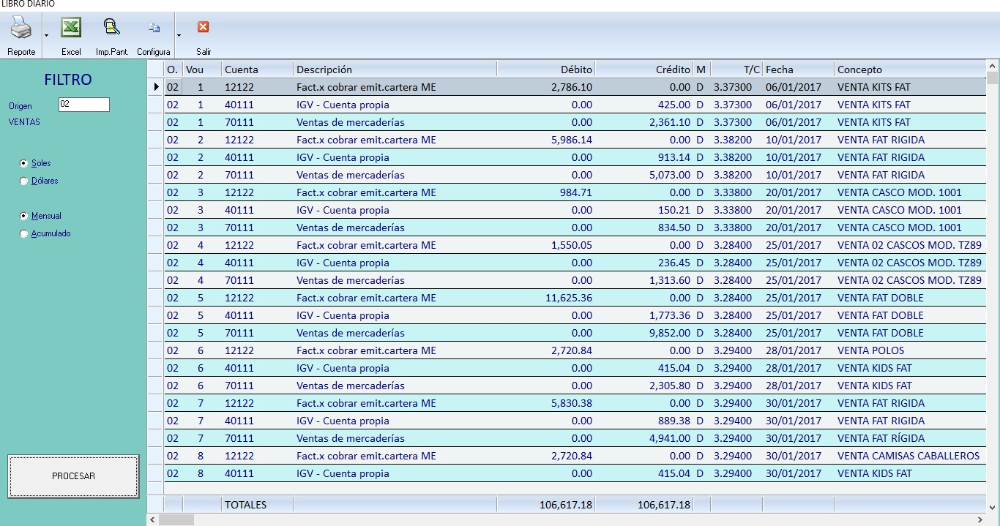 LIBRO DIARIO
Reporte Excel Imp.Pant. Configura Salir
FILTRO
Origen 02
VENTAS
Soles
Dólares
Mensual
Acumulado
PROCESAR
O. Vou Cuenta Descripción Débito Crédito M T/C Fecha Concepto
02 1 12122 Fact.x cobrar emit.cartera ME 2,786.10 0.00 D 3.37300 06/01/2017 VENTA KITS FAT
02 1 40111 IGV - Cuenta propia 0.00 425.00 D 3.37300 06/01/2017 VENTA KITS FAT
02 1 70111 Ventas de mercaderías 0.00 2,361.10 D 3.37300 06/01/2017 VENTA KITS FAT
02 2 12122 Fact.x cobrar emit.cartera ME 5,986.14 0.00 D 3.38200 10/01/2017 VENTA FAT RIGIDA
02 2 40111 IGV - Cuenta propia 0.00 913.14 D 3.38200 10/01/2017 VENTA FAT RIGIDA
02 2 70111 Ventas de mercaderías 0.00 5,073.00 D 3.38200 10/01/2017 VENTA FAT RIGIDA
02 3 12122 Fact.x cobrar emit.cartera ME 984.71 0.00 D 3.33800 20/01/2017 VENTA CASCO MOD. 1001
02 3 40111 IGV - Cuenta propia 0.00 150.21 D 3.33800 20/01/2017 VENTA CASCO MOD. 1001
02 3 70111 Ventas de mercaderías 0.00 834.50 D 3.33800 20/01/2017 VENTA CASCO MOD. 1001
02 4 12122 Fact.x cobrar emit.cartera ME 1,550.05 0.00 D 3.28400 25/01/2017 VENTA 02 CASCOS MOD. TZ89
02 4 40111 IGV - Cuenta propia 0.00 236.45 D 3.28400 25/01/2017 VENTA 02 CASCOS MOD. TZ89
02 4 70111 Ventas de mercaderías 0.00 1,313.60 D 3.28400 25/01/2017 VENTA 02 CASCOS MOD. TZ89
02 5 12122 Fact.x cobrar emit.cartera ME 11,625.36 0.00 D 3.28400 25/01/2017 VENTA FAT DOBLE
02 5 40111 IGV - Cuenta propia 0.00 1,773.36 D 3.28400 25/01/2017 VENTA FAT DOBLE
02 5 70111 Ventas de mercaderías 0.00 9,852.00 D 3.28400 25/01/2017 VENTA FAT DOBLE
02 6 12122 Fact.x cobrar emit.cartera ME 2,720.84 0.00 D 3.29400 28/01/2017 VENTA POLOS
02 6 40111 IGV - Cuenta propia 0.00 415.04 D 3.29400 28/01/2017 VENTA KIDS FAT
02 6 70111 Ventas de mercaderías 0.00 2,305.80 D 3.29400 28/01/2017 VENTA KIDS FAT
02 7 12122 Fact.x cobrar emit.cartera ME 5,830.38 0.00 D 3.29400 30/01/2017 VENTA FAT RIGIDA
02 7 40111 IGV - Cuenta propia 0.00 889.38 D 3.29400 30/01/2017 VENTA FAT RIGIDA
02 7 70111 Ventas de mercaderías 0.00 4,941.00 D 3.29400 30/01/2017 VENTA FAT RÍGIDA
02 8 12122 Fact.x cobrar emit.cartera ME 2,720.84 0.00 D 3.29400 30/01/2017 VENTA CAMISAS CABALLEROS
02 8 40111 IGV - Cuenta propia 0.00 415.04 D 3.29400 30/01/2017 VENTA KIDS FAT
TOTALES 106,617.18 106,617.18